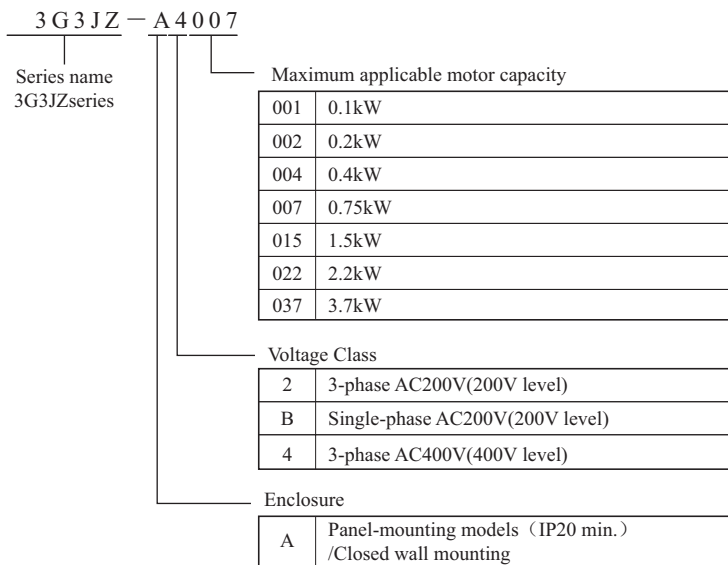 3G3JZ－A4007
Series name
3G3JZseries
Maximum applicable motor capacity
001 0.1kW
002 0.2kW
004 0.4kW
007 0.75kW
015 1.5kW
022 2.2kW
037 3.7kW
Voltage Class
2 3-phase AC200V(200V level)
B Single-phase AC200V(200V level)
4 3-phase AC400V(400V level)
Enclosure
A Panel-mounting models（IP20 min.）
/Closed wall mounting